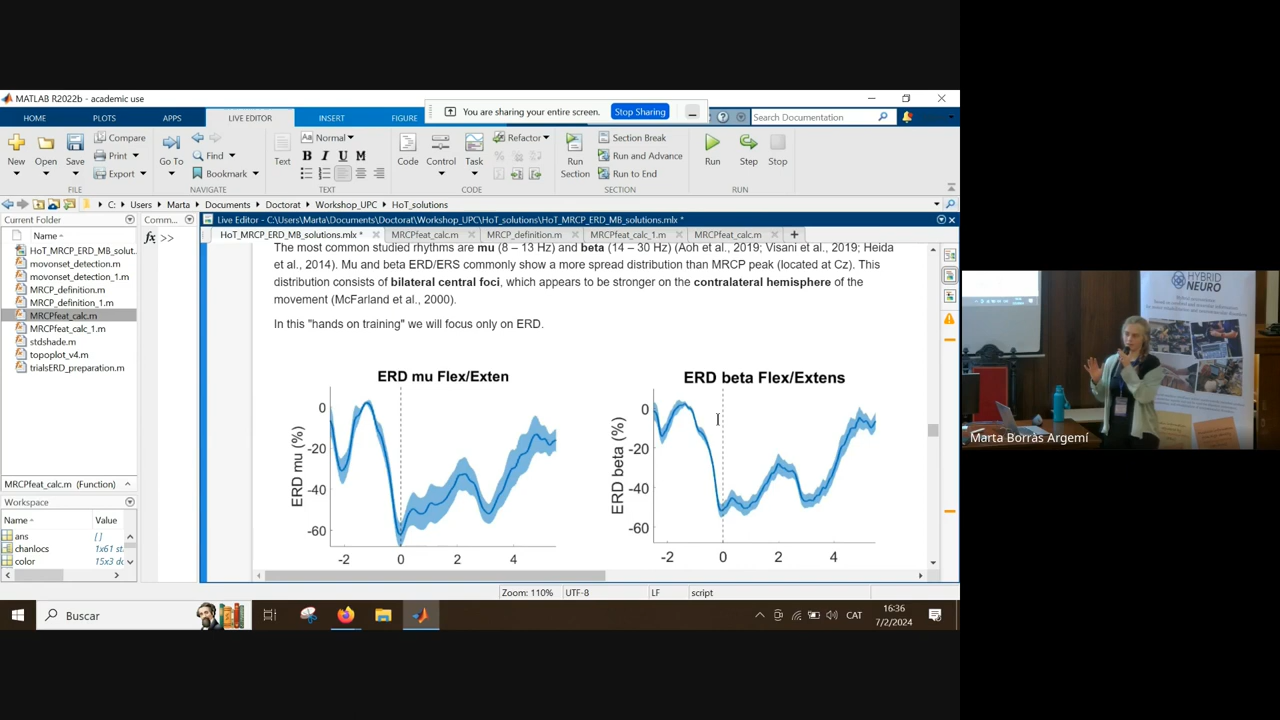 MATLAB R2022b - academic use
You are sharing your entire screen.
Stop Sharing
HOME
PLOTS
APPS
LIVE EDITOR
INSERT
FIGURE
Search Documentation
New
Open
Save
Compare
Print
Export
Go To
Find
Bookmark
Text
Normal
B I U M
Code
Control
Task
Refactor
Run
Section
Section Break
Run and Advance
Run to End
Run
Step
Stop
FILE
NAVIGATE
TEXT
CODE
SECTION
RUN
C: Users Marta Documents Doctorat Workshop_UPC HoT_solutions
Current Folder
Name
HoT_MRCP_ERD_MB_solut...
movonset_detection.m
movonset_detection_1.m
MRCP_definition.m
MRCP_definition_1.m
MRCPfeat_calc.m
MRCPfeat_calc_1.m
stdshade.m
topoplot_v4.m
trialsERD_preparation.m
MRCPfeat_calc.m (Function)
Workspace
Name
Value
ans
[ ]
chanlocs
1x61 st
color
15x3 do
Comm...
fx >>
Live Editor - C:\Users\Marta\Documents\Doctorat\Workshop_UPC\HoT_solutions\HoT_MRCP_ERD_MB_solutions.mlx *
HoT_MRCP_ERD_MB_solutions.mlx *
MRCPfeat_calc.m
MRCP_definition.m
MRCPfeat_calc_1.m
MRCPfeat_calc.m
The most common studied rhythms are mu (8 – 13 Hz) and beta (14 – 30 Hz) (Aoh et al., 2019; Visani et al., 2019; Heida
et al., 2014). Mu and beta ERD/ERS commonly show a more spread distribution than MRCP peak (located at Cz). This
distribution consists of bilateral central foci, which appears to be stronger on the contralateral hemisphere of the
movement (McFarland et al., 2000).
In this "hands on training" we will focus only on ERD.
ERD mu Flex/Exten
ERD mu (%)
0
-20
-40
-60
-2 0 2 4
ERD beta Flex/Extens
ERD beta (%)
0
-20
-40
-60
-2 0 2 4
Zoom: 110%
UTF-8
LF
script
Buscar
CAT
16:36
7/2/2024
HYBRID
NEURO
Marta Borràs Argemí